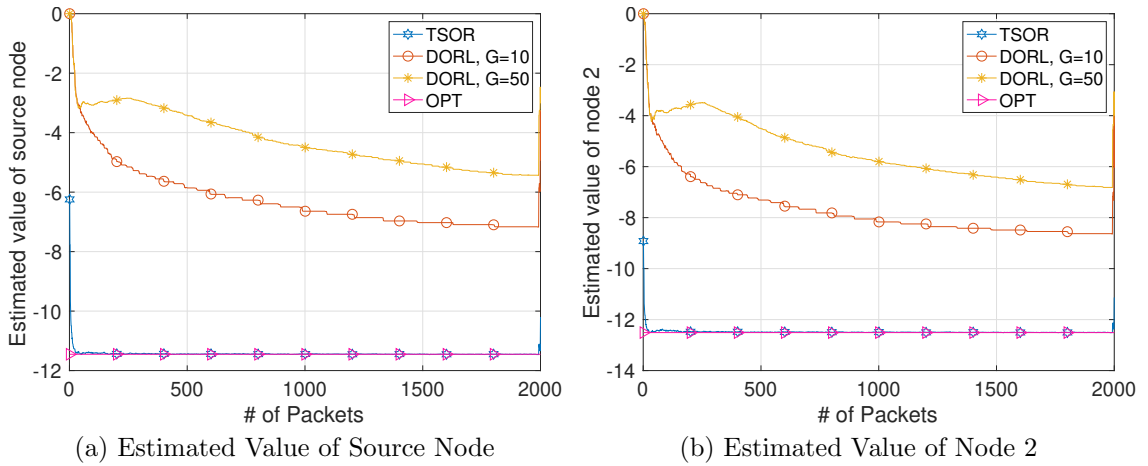 Estimated value of source node
0
-2
-4
-6
-8
-10
-12
0
500
1000
1500
2000
# of Packets
TSOR
DORL, G=10
DORL, G=50
OPT
(a) Estimated Value of Source Node
Estimated value of node 2
0
-2
-4
-6
-8
-10
-12
-14
0
500
1000
1500
2000
# of Packets
TSOR
DORL, G=10
DORL, G=50
OPT
(b) Estimated Value of Node 2